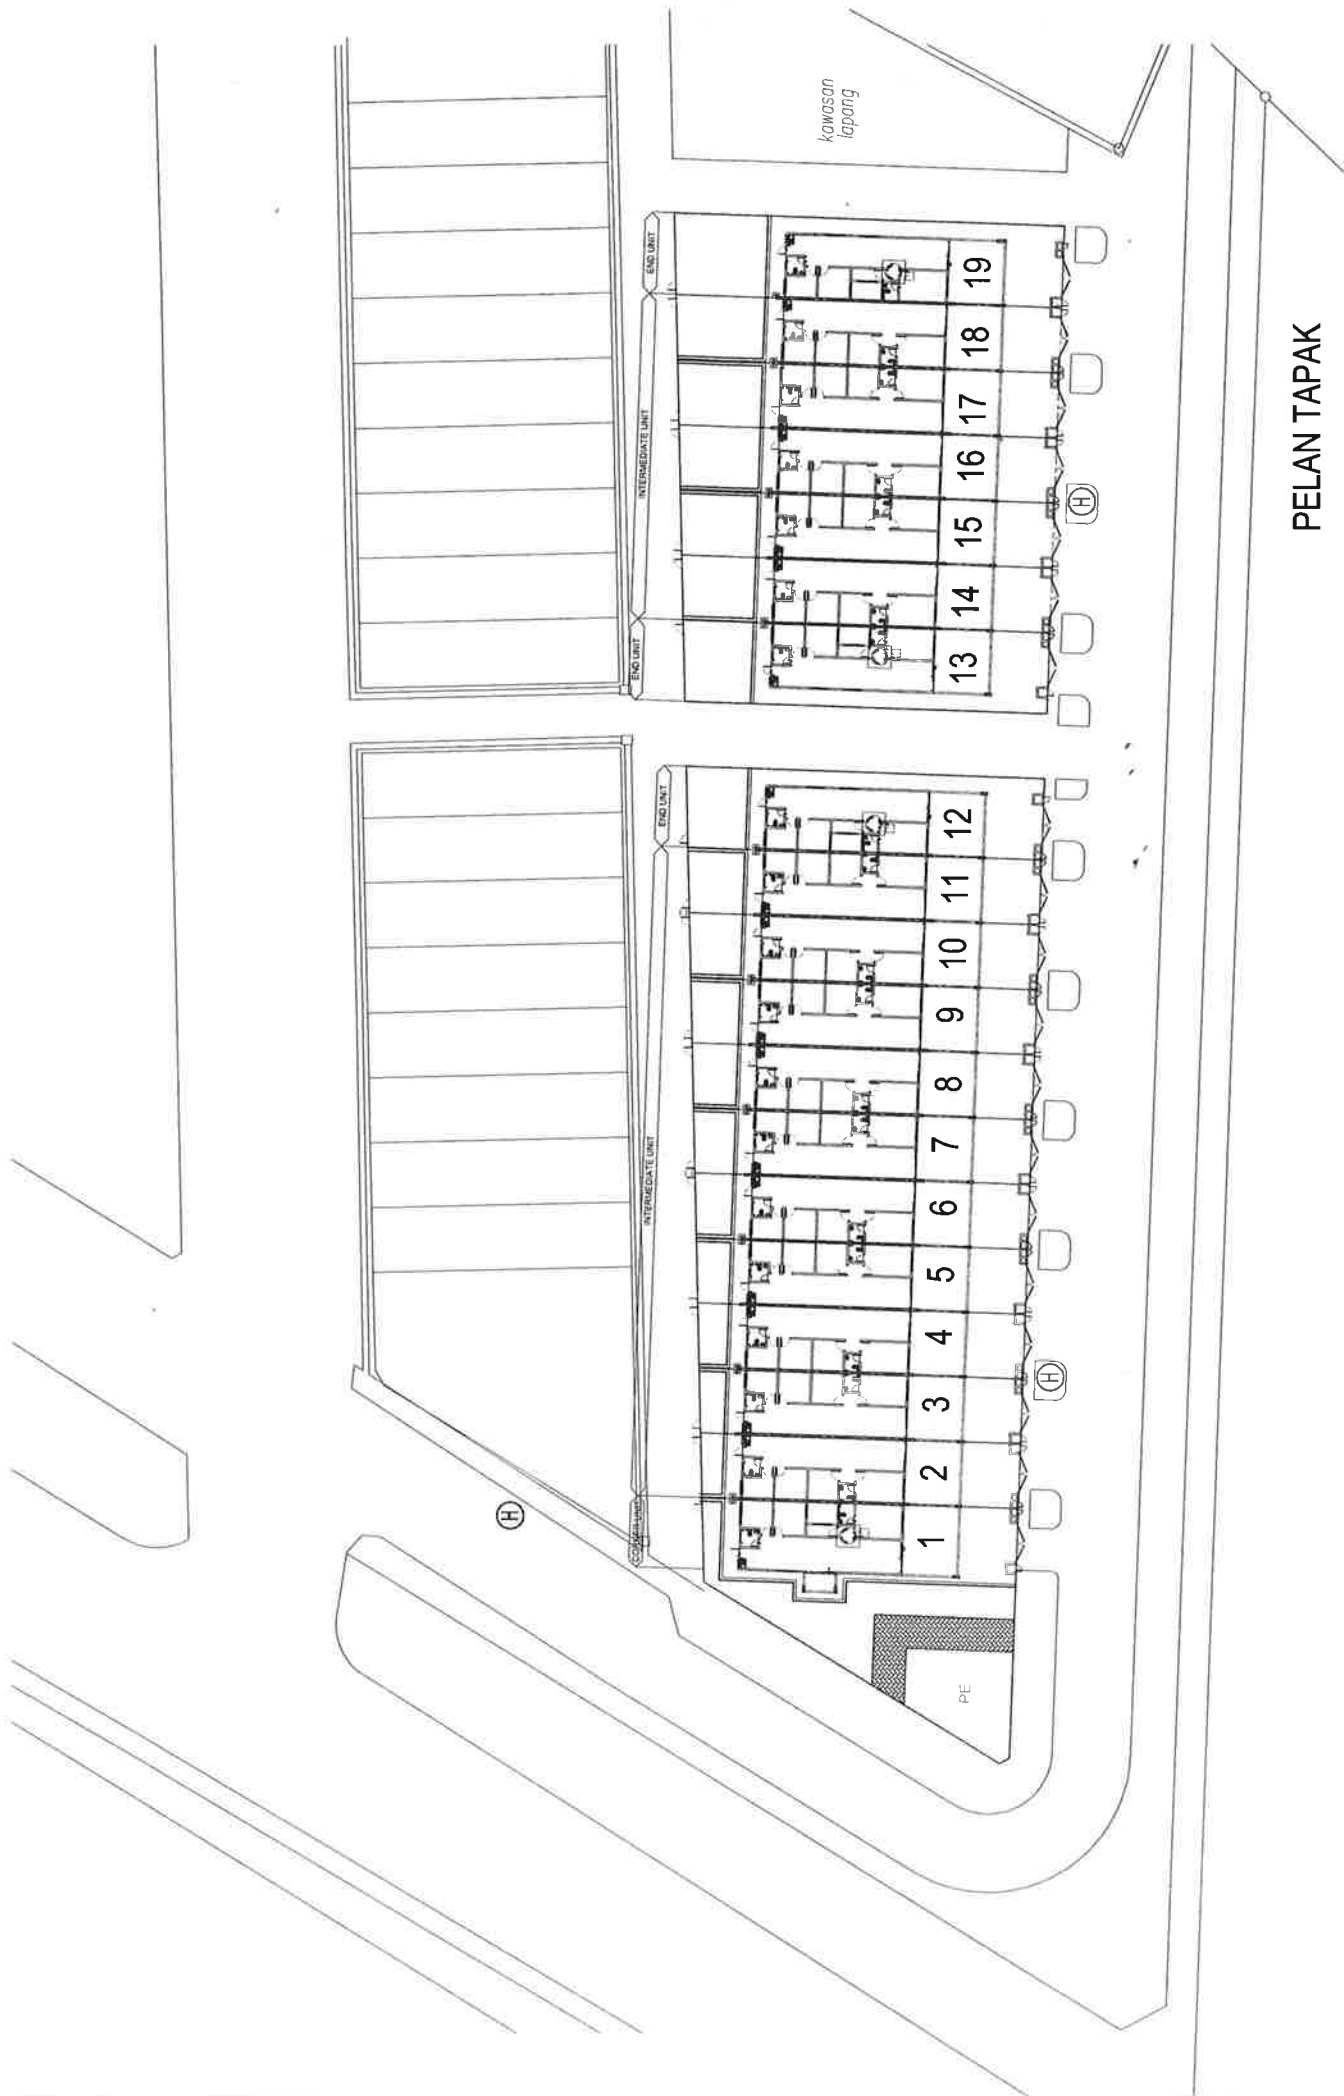 kawasan
lapang
END UNIT
INTERMEDIATE UNIT
END UNIT
END UNIT
INTERMEDIATE UNIT
CORNER UNIT
1 2 3 4 5 6 7 8 9 10 11 12
13 14 15 16 17 18 19
H
H
H
PE
PELAN TAPAK